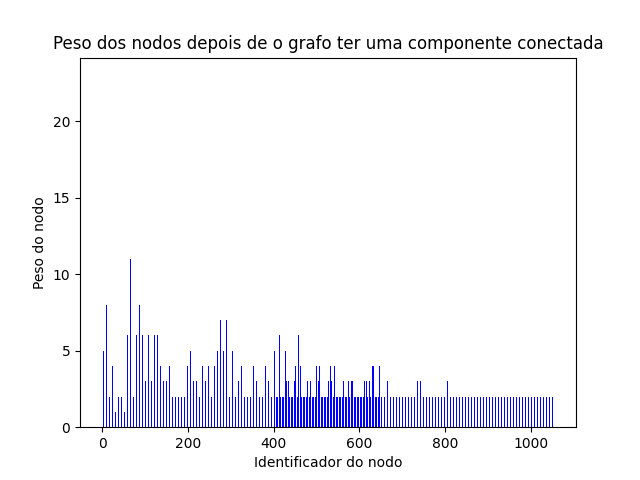 Peso dos nodos depois de o grafo ter uma componente conectada
20
15
10
5
0
Peso do nodo
0 200 400 600 800 1000
Identificador do nodo